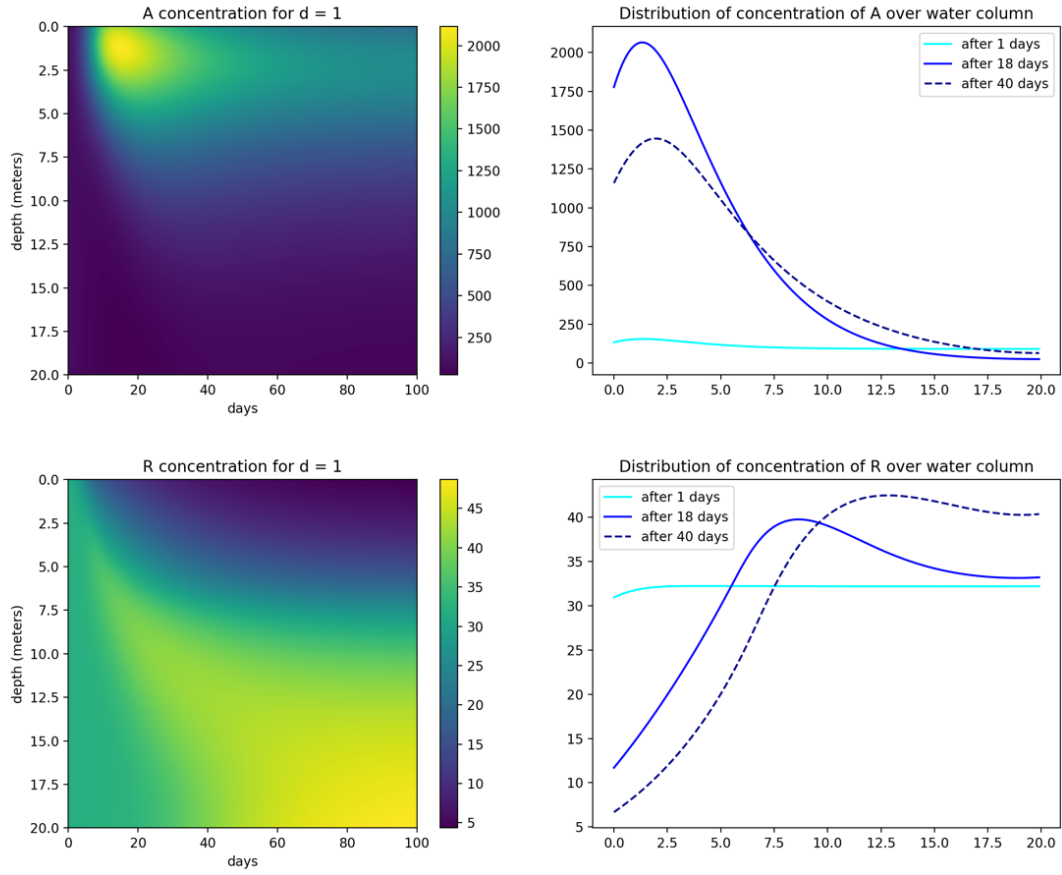 A concentration for d = 1
0.0
2.5
5.0
7.5
10.0
12.5
15.0
17.5
20.0
depth (meters)
0 20 40 60 80 100
days
2000
1750
1500
1250
1000
750
500
250
Distribution of concentration of A over water column
after 1 days
after 18 days
after 40 days
2000
1750
1500
1250
1000
750
500
250
0
0.0 2.5 5.0 7.5 10.0 12.5 15.0 17.5 20.0
R concentration for d = 1
0.0
2.5
5.0
7.5
10.0
12.5
15.0
17.5
20.0
depth (meters)
0 20 40 60 80 100
days
45
40
35
30
25
20
15
10
5
Distribution of concentration of R over water column
after 1 days
after 18 days
after 40 days
40
35
30
25
20
15
10
5
0.0 2.5 5.0 7.5 10.0 12.5 15.0 17.5 20.0